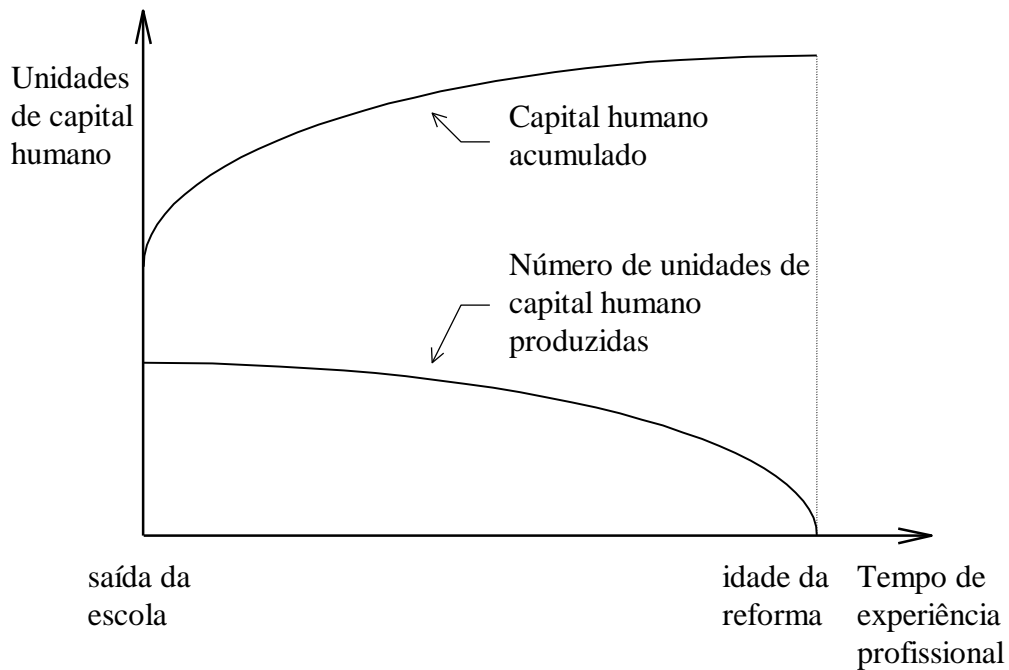 Unidades
de capital
humano
Capital humano
acumulado
Número de unidades de
capital humano
produzidas
saída da
escola
idade da
reforma
Tempo de
experiência
profissional